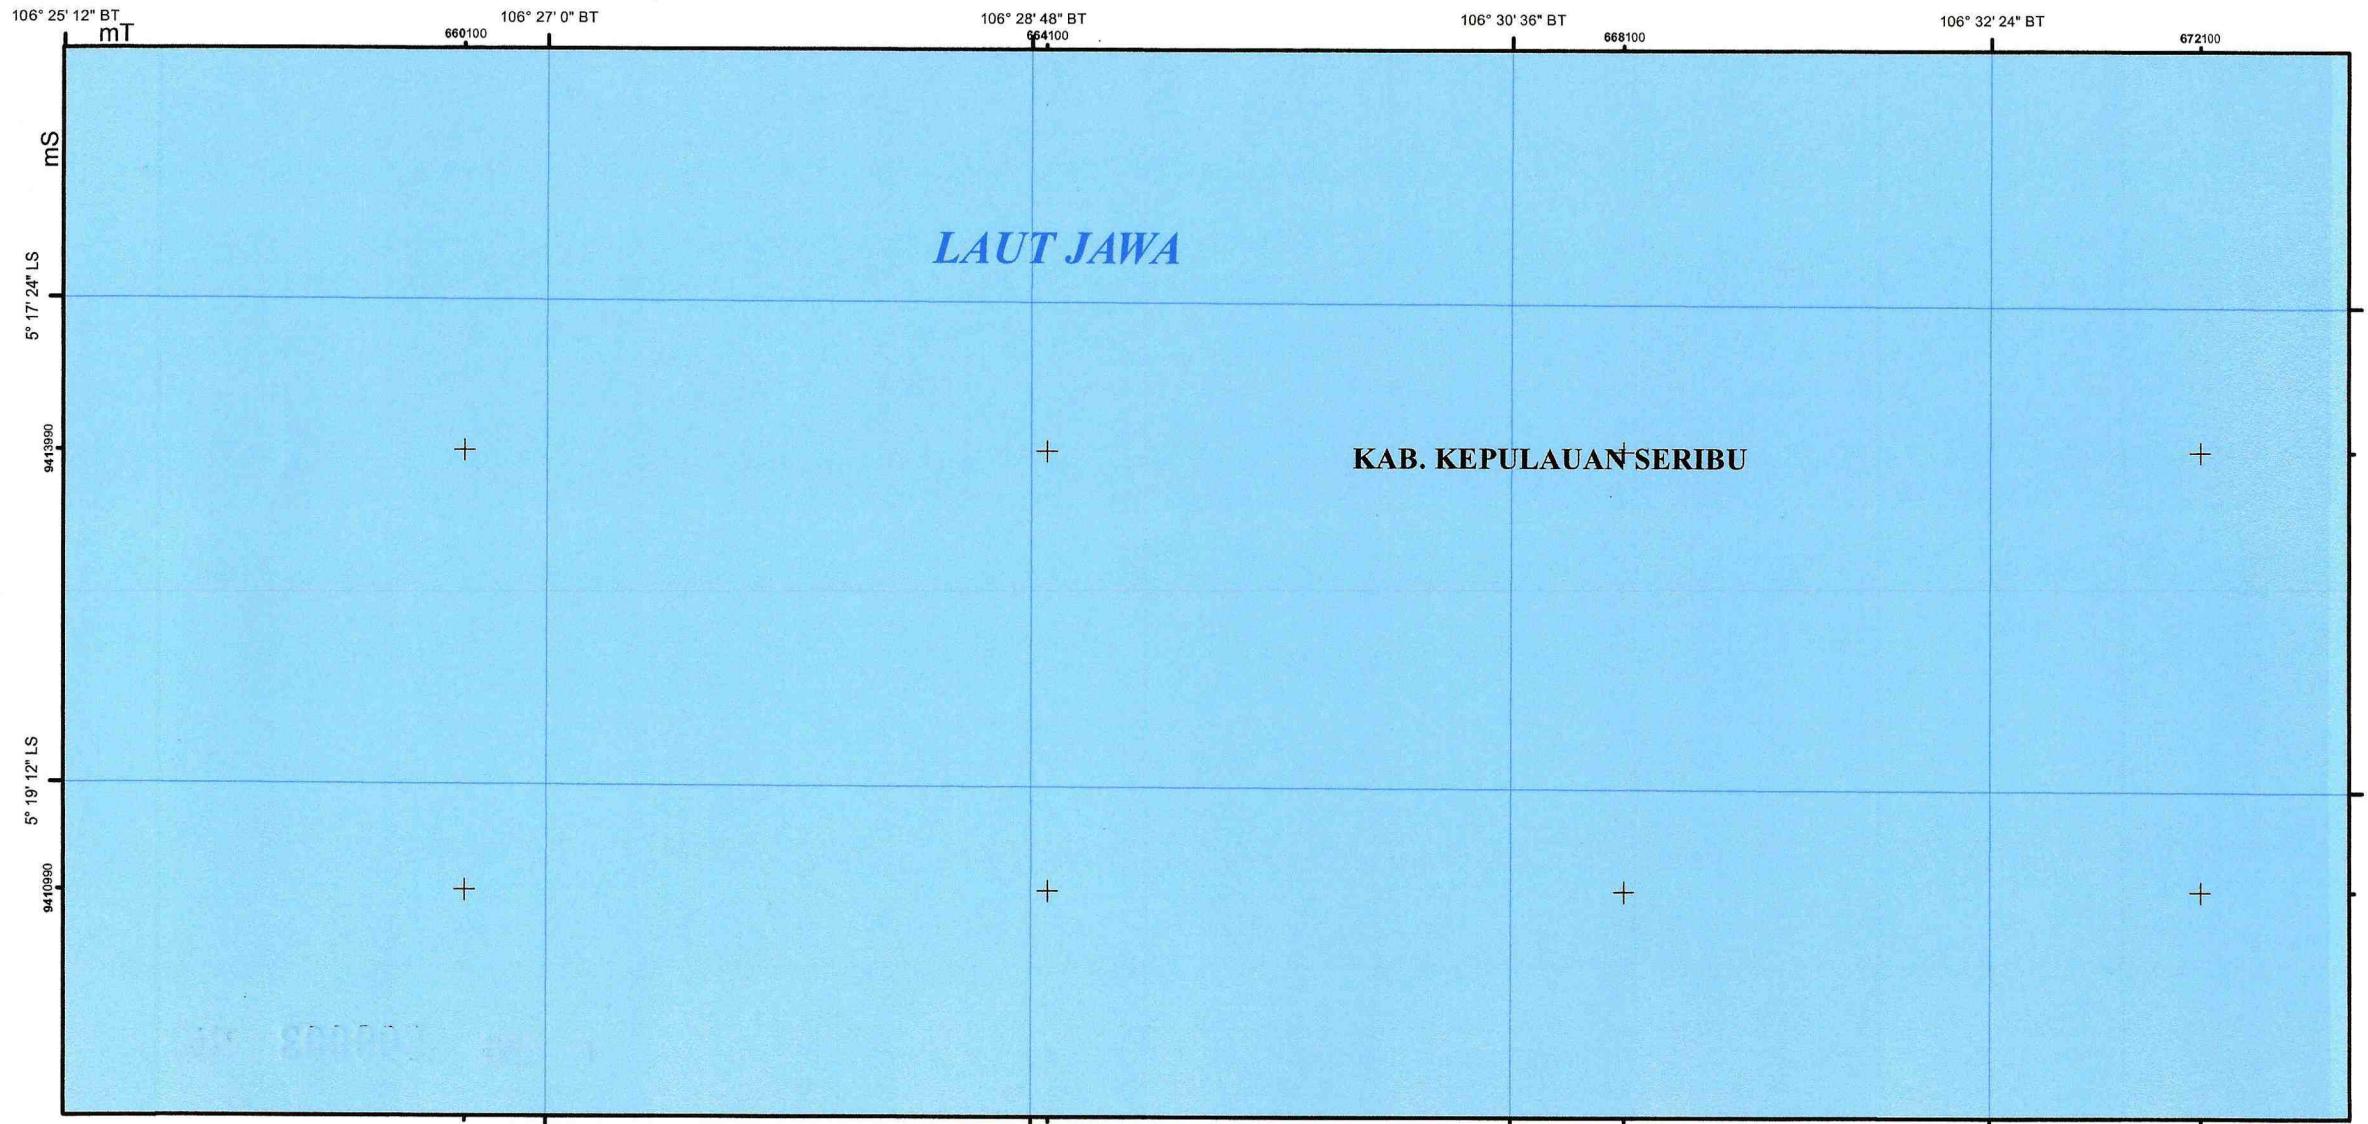 106° 25' 12" BT
106° 27' 0" BT
106° 28' 48" BT
106° 30' 36" BT
106° 32' 24" BT
mT
660100
664100
668100
672100
mS
LAUT JAWA
5° 17' 24" LS
9413990
KAB. KEPULAUAN SERIBU
5° 19' 12" LS
9410990